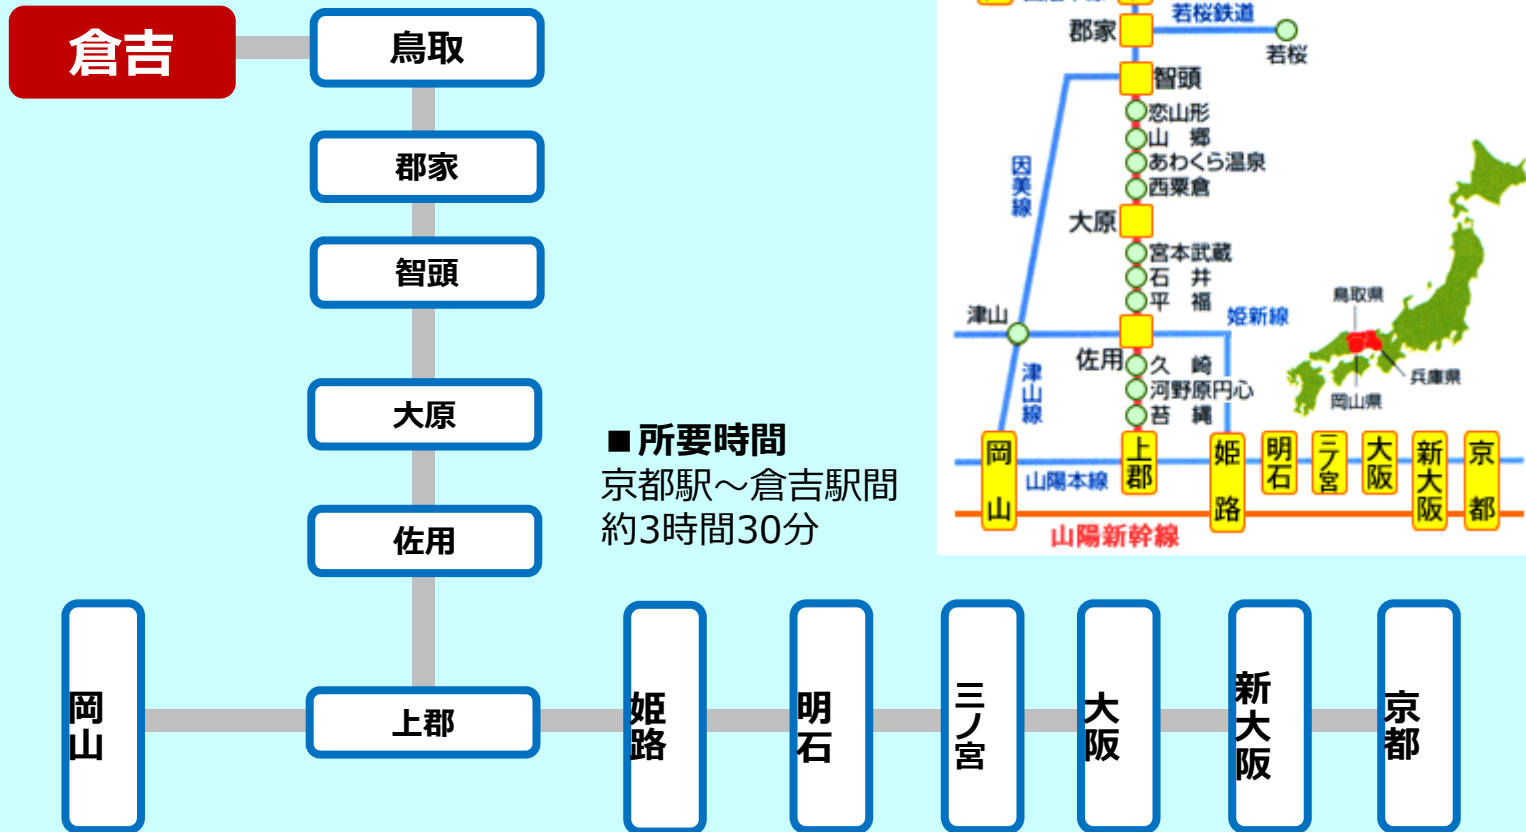 倉吉
鳥取
郡家
智頭
大原
佐用
上郡
岡山
姫路
明石
三ノ宮
大阪
新大阪
京都
■所要時間
京都駅～倉吉駅間
約3時間30分
若桜鉄道
郡家
若桜
智頭
恋山形
山 郷
あわくら温泉
西粟倉
因美線
大原
宮本武蔵
石 井
平 福
津山
姫新線
佐用
久 崎
河野原円心
苔 縄
津山線
岡山
上郡
姫路
明石
三ノ宮
大阪
新大阪
京都
山陽本線
山陽新幹線
鳥取県
兵庫県
岡山県